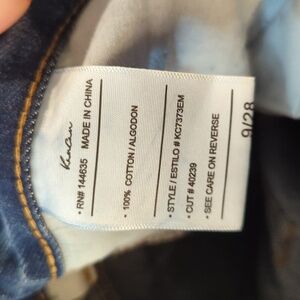 KanCan
• RN# 144635 MADE IN CHINA
• 100% COTTON/ALGODON
• STYLE / ESTILO # KC7373EM
• CUT # 40239
• SEE CARE ON REVERSE
9/28